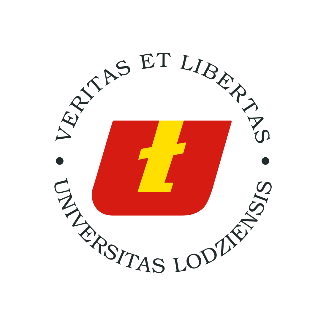 VERITAS ET LIBERTAS
ł
UNIVERSITAS LODZIENSIS